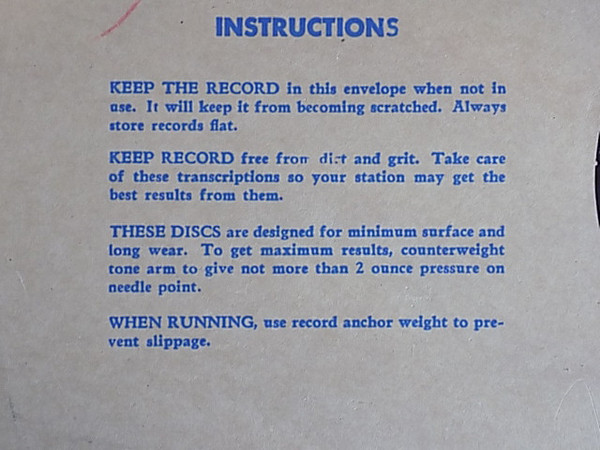 INSTRUCTIONS
KEEP THE RECORD in this envelope when not in
use. It will keep it from becoming scratched. Always
store records flat.
KEEP RECORD free from dirt and grit. Take care
of these transcriptions so your station may get the
best results from them.
THESE DISCS are designed for minimum surface and
long wear. To get maximum results, counterweight
tone arm to give not more than 2 ounce pressure on
needle point.
WHEN RUNNING, use record anchor weight to pre-
vent slippage.